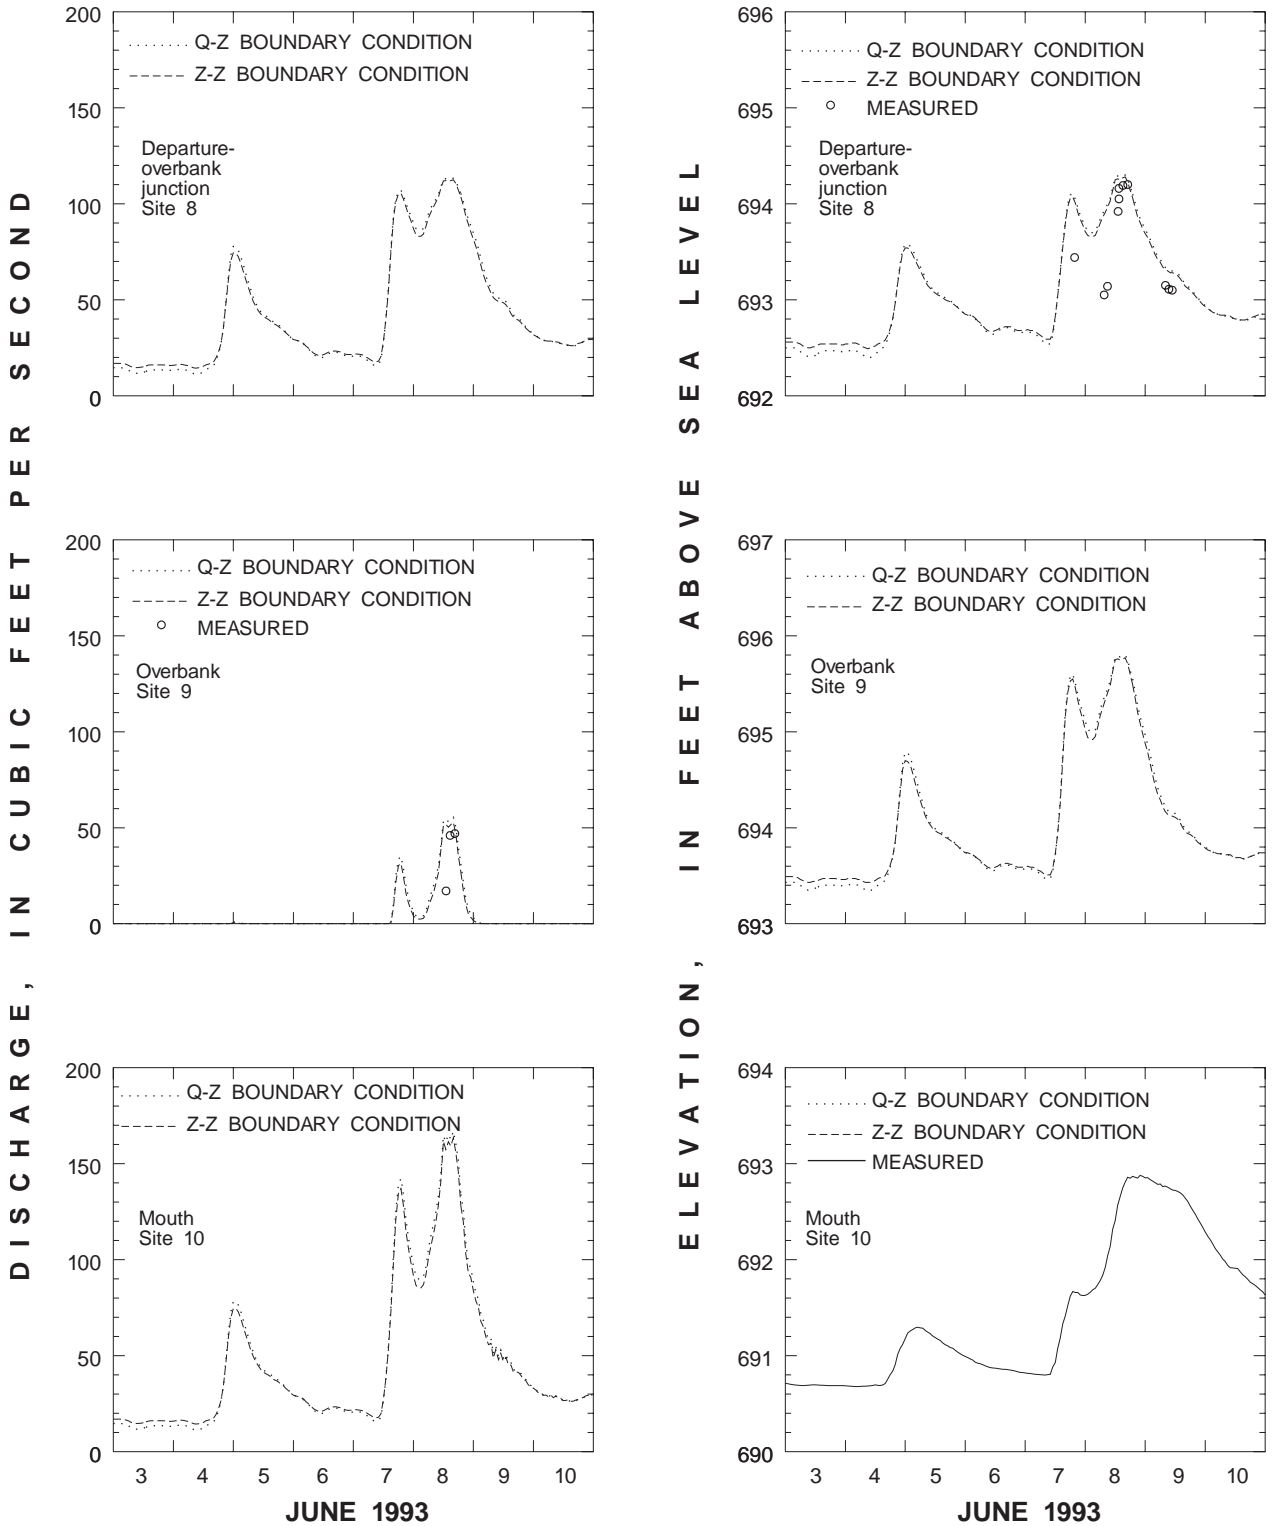 DISCHARGE, IN CUBIC FEET PER SECOND
200
150
100
50
0
Q-Z BOUNDARY CONDITION
Z-Z BOUNDARY CONDITION
Departure-
overbank
junction
Site 8
200
150
100
50
0
Q-Z BOUNDARY CONDITION
Z-Z BOUNDARY CONDITION
MEASURED
Overbank
Site 9
200
150
100
50
0
Q-Z BOUNDARY CONDITION
Z-Z BOUNDARY CONDITION
Mouth
Site 10
3 4 5 6 7 8 9 10
JUNE 1993
ELEVATION, IN FEET ABOVE SEA LEVEL
696
695
694
693
692
Q-Z BOUNDARY CONDITION
Z-Z BOUNDARY CONDITION
MEASURED
Departure-
overbank
junction
Site 8
697
696
695
694
693
Q-Z BOUNDARY CONDITION
Z-Z BOUNDARY CONDITION
Overbank
Site 9
694
693
692
691
690
Q-Z BOUNDARY CONDITION
Z-Z BOUNDARY CONDITION
MEASURED
Mouth
Site 10
3 4 5 6 7 8 9 10
JUNE 1993